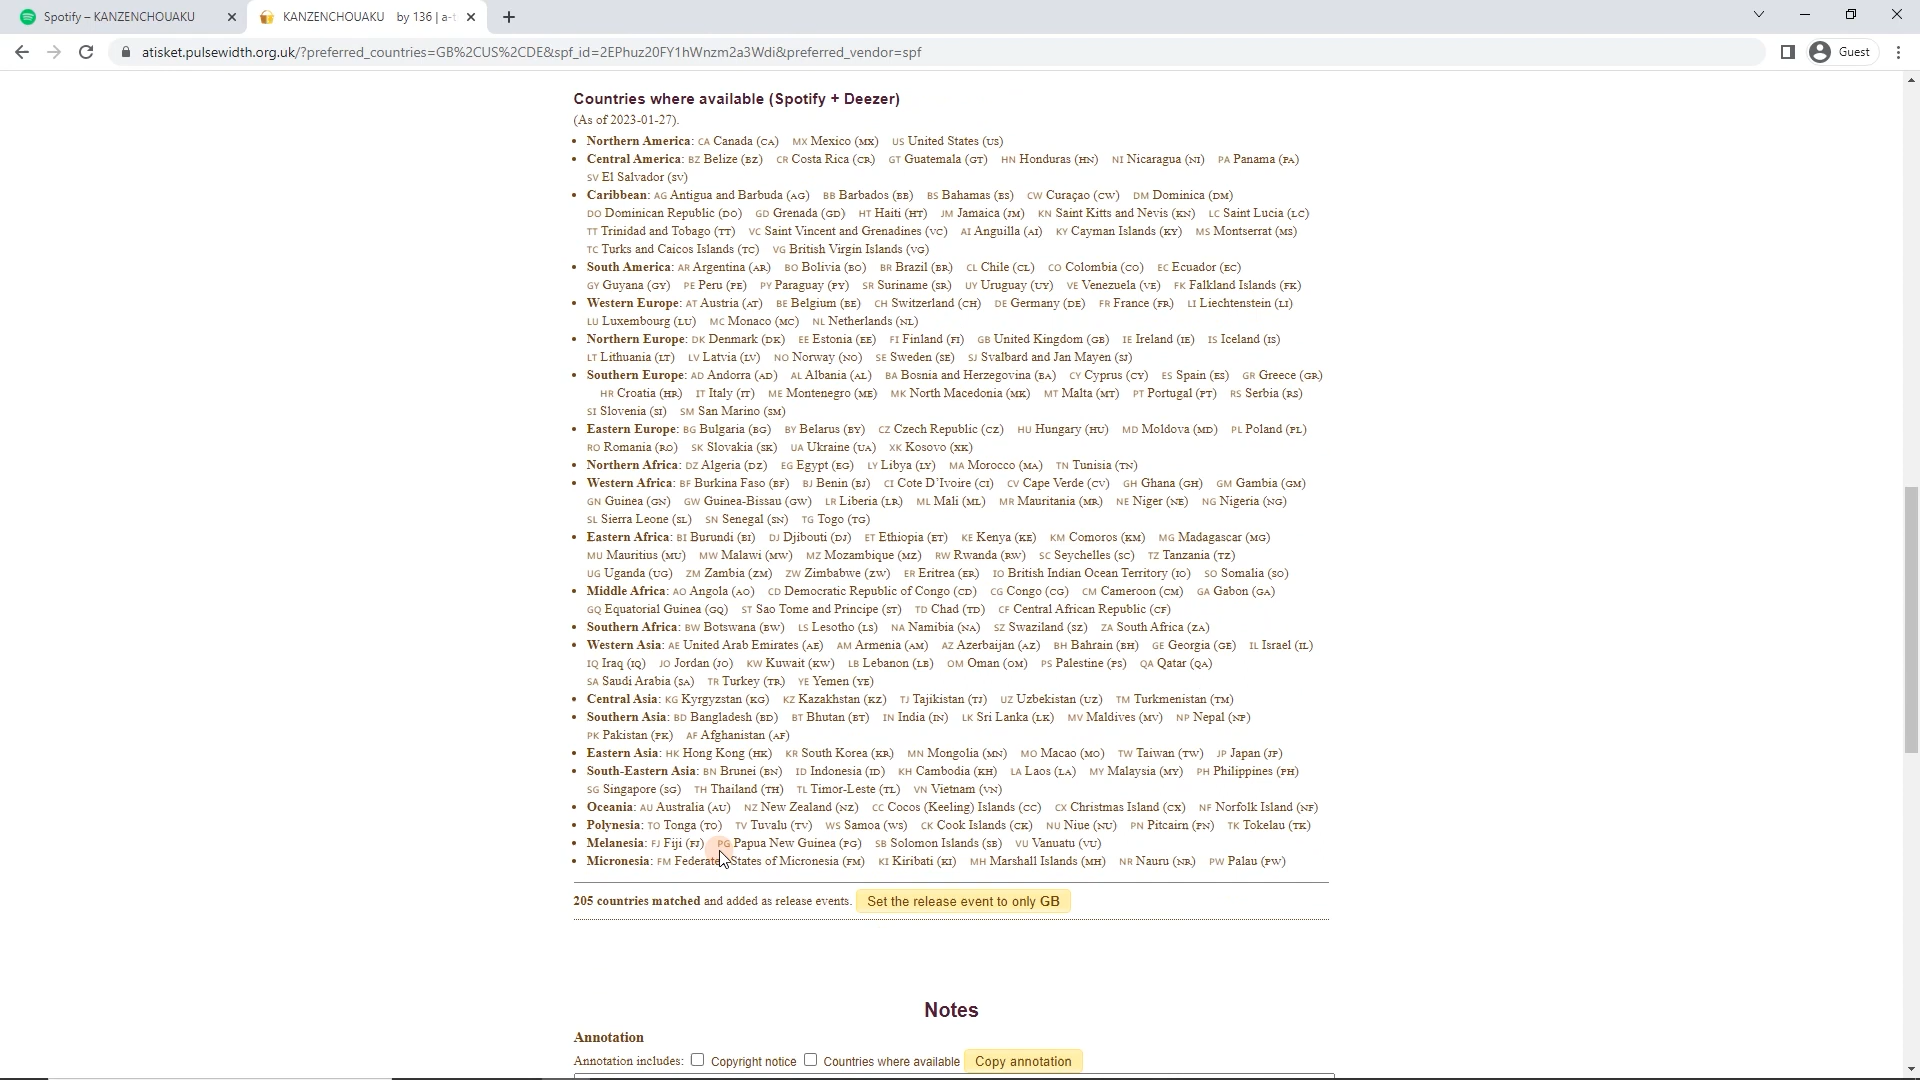 Spotify – KANZENCHOUAKU
KANZENCHOUAKU by 136 | a-t
atisket.pulsewidth.org.uk/?preferred_countries=GB%2CUS%2CDE&spf_id=2EPhuz20FY1hWnzm2a3Wdi&preferred_vendor=spf
Guest
Countries where available (Spotify + Deezer)
(As of 2023-01-27).
• Northern America: CA Canada (CA) MX Mexico (MX) US United States (US)
• Central America: BZ Belize (BZ) CR Costa Rica (CR) GT Guatemala (GT) HN Honduras (HN) NI Nicaragua (NI) PA Panama (PA)
SV El Salvador (SV)
• Caribbean: AG Antigua and Barbuda (AG) BB Barbados (BB) BS Bahamas (BS) CW Curaçao (CW) DM Dominica (DM)
DO Dominican Republic (DO) GD Grenada (GD) HT Haiti (HT) JM Jamaica (JM) KN Saint Kitts and Nevis (KN) LC Saint Lucia (LC)
TT Trinidad and Tobago (TT) VC Saint Vincent and Grenadines (VC) AI Anguilla (AI) KY Cayman Islands (KY) MS Montserrat (MS)
TC Turks and Caicos Islands (TC) VG British Virgin Islands (VG)
• South America: AR Argentina (AR) BO Bolivia (BO) BR Brazil (BR) CL Chile (CL) CO Colombia (CO) EC Ecuador (EC)
GY Guyana (GY) PE Peru (PE) PY Paraguay (PY) SR Suriname (SR) UY Uruguay (UY) VE Venezuela (VE) FK Falkland Islands (FK)
• Western Europe: AT Austria (AT) BE Belgium (BE) CH Switzerland (CH) DE Germany (DE) FR France (FR) LI Liechtenstein (LI)
LU Luxembourg (LU) MC Monaco (MC) NL Netherlands (NL)
• Northern Europe: DK Denmark (DK) EE Estonia (EE) FI Finland (FI) GB United Kingdom (GB) IE Ireland (IE) IS Iceland (IS)
LT Lithuania (LT) LV Latvia (LV) NO Norway (NO) SE Sweden (SE) SJ Svalbard and Jan Mayen (SJ)
• Southern Europe: AD Andorra (AD) AL Albania (AL) BA Bosnia and Herzegovina (BA) CY Cyprus (CY) ES Spain (ES) GR Greece (GR)
HR Croatia (HR) IT Italy (IT) ME Montenegro (ME) MK North Macedonia (MK) MT Malta (MT) PT Portugal (PT) RS Serbia (RS)
SI Slovenia (SI) SM San Marino (SM)
• Eastern Europe: BG Bulgaria (BG) BY Belarus (BY) CZ Czech Republic (CZ) HU Hungary (HU) MD Moldova (MD) PL Poland (PL)
RO Romania (RO) SK Slovakia (SK) UA Ukraine (UA) XK Kosovo (XK)
• Northern Africa: DZ Algeria (DZ) EG Egypt (EG) LY Libya (LY) MA Morocco (MA) TN Tunisia (TN)
• Western Africa: BF Burkina Faso (BF) BJ Benin (BJ) CI Cote D'Ivoire (CI) CV Cape Verde (CV) GH Ghana (GH) GM Gambia (GM)
GN Guinea (GN) GW Guinea-Bissau (GW) LR Liberia (LR) ML Mali (ML) MR Mauritania (MR) NE Niger (NE) NG Nigeria (NG)
SL Sierra Leone (SL) SN Senegal (SN) TG Togo (TG)
• Eastern Africa: BI Burundi (BI) DJ Djibouti (DJ) ET Ethiopia (ET) KE Kenya (KE) KM Comoros (KM) MG Madagascar (MG)
MU Mauritius (MU) MW Malawi (MW) MZ Mozambique (MZ) RW Rwanda (RW) SC Seychelles (SC) TZ Tanzania (TZ)
UG Uganda (UG) ZM Zambia (ZM) ZW Zimbabwe (ZW) ER Eritrea (ER) IO British Indian Ocean Territory (IO) SO Somalia (SO)
• Middle Africa: AO Angola (AO) CD Democratic Republic of Congo (CD) CG Congo (CG) CM Cameroon (CM) GA Gabon (GA)
GQ Equatorial Guinea (GQ) ST Sao Tome and Principe (ST) TD Chad (TD) CF Central African Republic (CF)
• Southern Africa: BW Botswana (BW) LS Lesotho (LS) NA Namibia (NA) SZ Swaziland (SZ) ZA South Africa (ZA)
• Western Asia: AE United Arab Emirates (AE) AM Armenia (AM) AZ Azerbaijan (AZ) BH Bahrain (BH) GE Georgia (GE) IL Israel (IL)
IQ Iraq (IQ) JO Jordan (JO) KW Kuwait (KW) LB Lebanon (LB) OM Oman (OM) PS Palestine (PS) QA Qatar (QA)
SA Saudi Arabia (SA) TR Turkey (TR) YE Yemen (YE)
• Central Asia: KG Kyrgyzstan (KG) KZ Kazakhstan (KZ) TJ Tajikistan (TJ) UZ Uzbekistan (UZ) TM Turkmenistan (TM)
• Southern Asia: BD Bangladesh (BD) BT Bhutan (BT) IN India (IN) LK Sri Lanka (LK) MV Maldives (MV) NP Nepal (NP)
PK Pakistan (PK) AF Afghanistan (AF)
• Eastern Asia: HK Hong Kong (HK) KR South Korea (KR) MN Mongolia (MN) MO Macao (MO) TW Taiwan (TW) JP Japan (JP)
• South-Eastern Asia: BN Brunei (BN) ID Indonesia (ID) KH Cambodia (KH) LA Laos (LA) MY Malaysia (MY) PH Philippines (PH)
SG Singapore (SG) TH Thailand (TH) TL Timor-Leste (TL) VN Vietnam (VN)
• Oceania: AU Australia (AU) NZ New Zealand (NZ) CC Cocos (Keeling) Islands (CC) CX Christmas Island (CX) NF Norfolk Island (NF)
• Polynesia: TO Tonga (TO) TV Tuvalu (TV) WS Samoa (WS) CK Cook Islands (CK) NU Niue (NU) PN Pitcairn (PN) TK Tokelau (TK)
• Melanesia: FJ Fiji (FJ) PG Papua New Guinea (PG) SB Solomon Islands (SB) VU Vanuatu (VU)
• Micronesia: FM Federated States of Micronesia (FM) KI Kiribati (KI) MH Marshall Islands (MH) NR Nauru (NR) PW Palau (PW)
205 countries matched and added as release events. Set the release event to only GB
Notes
Annotation
Annotation includes: Copyright notice Countries where available Copy annotation